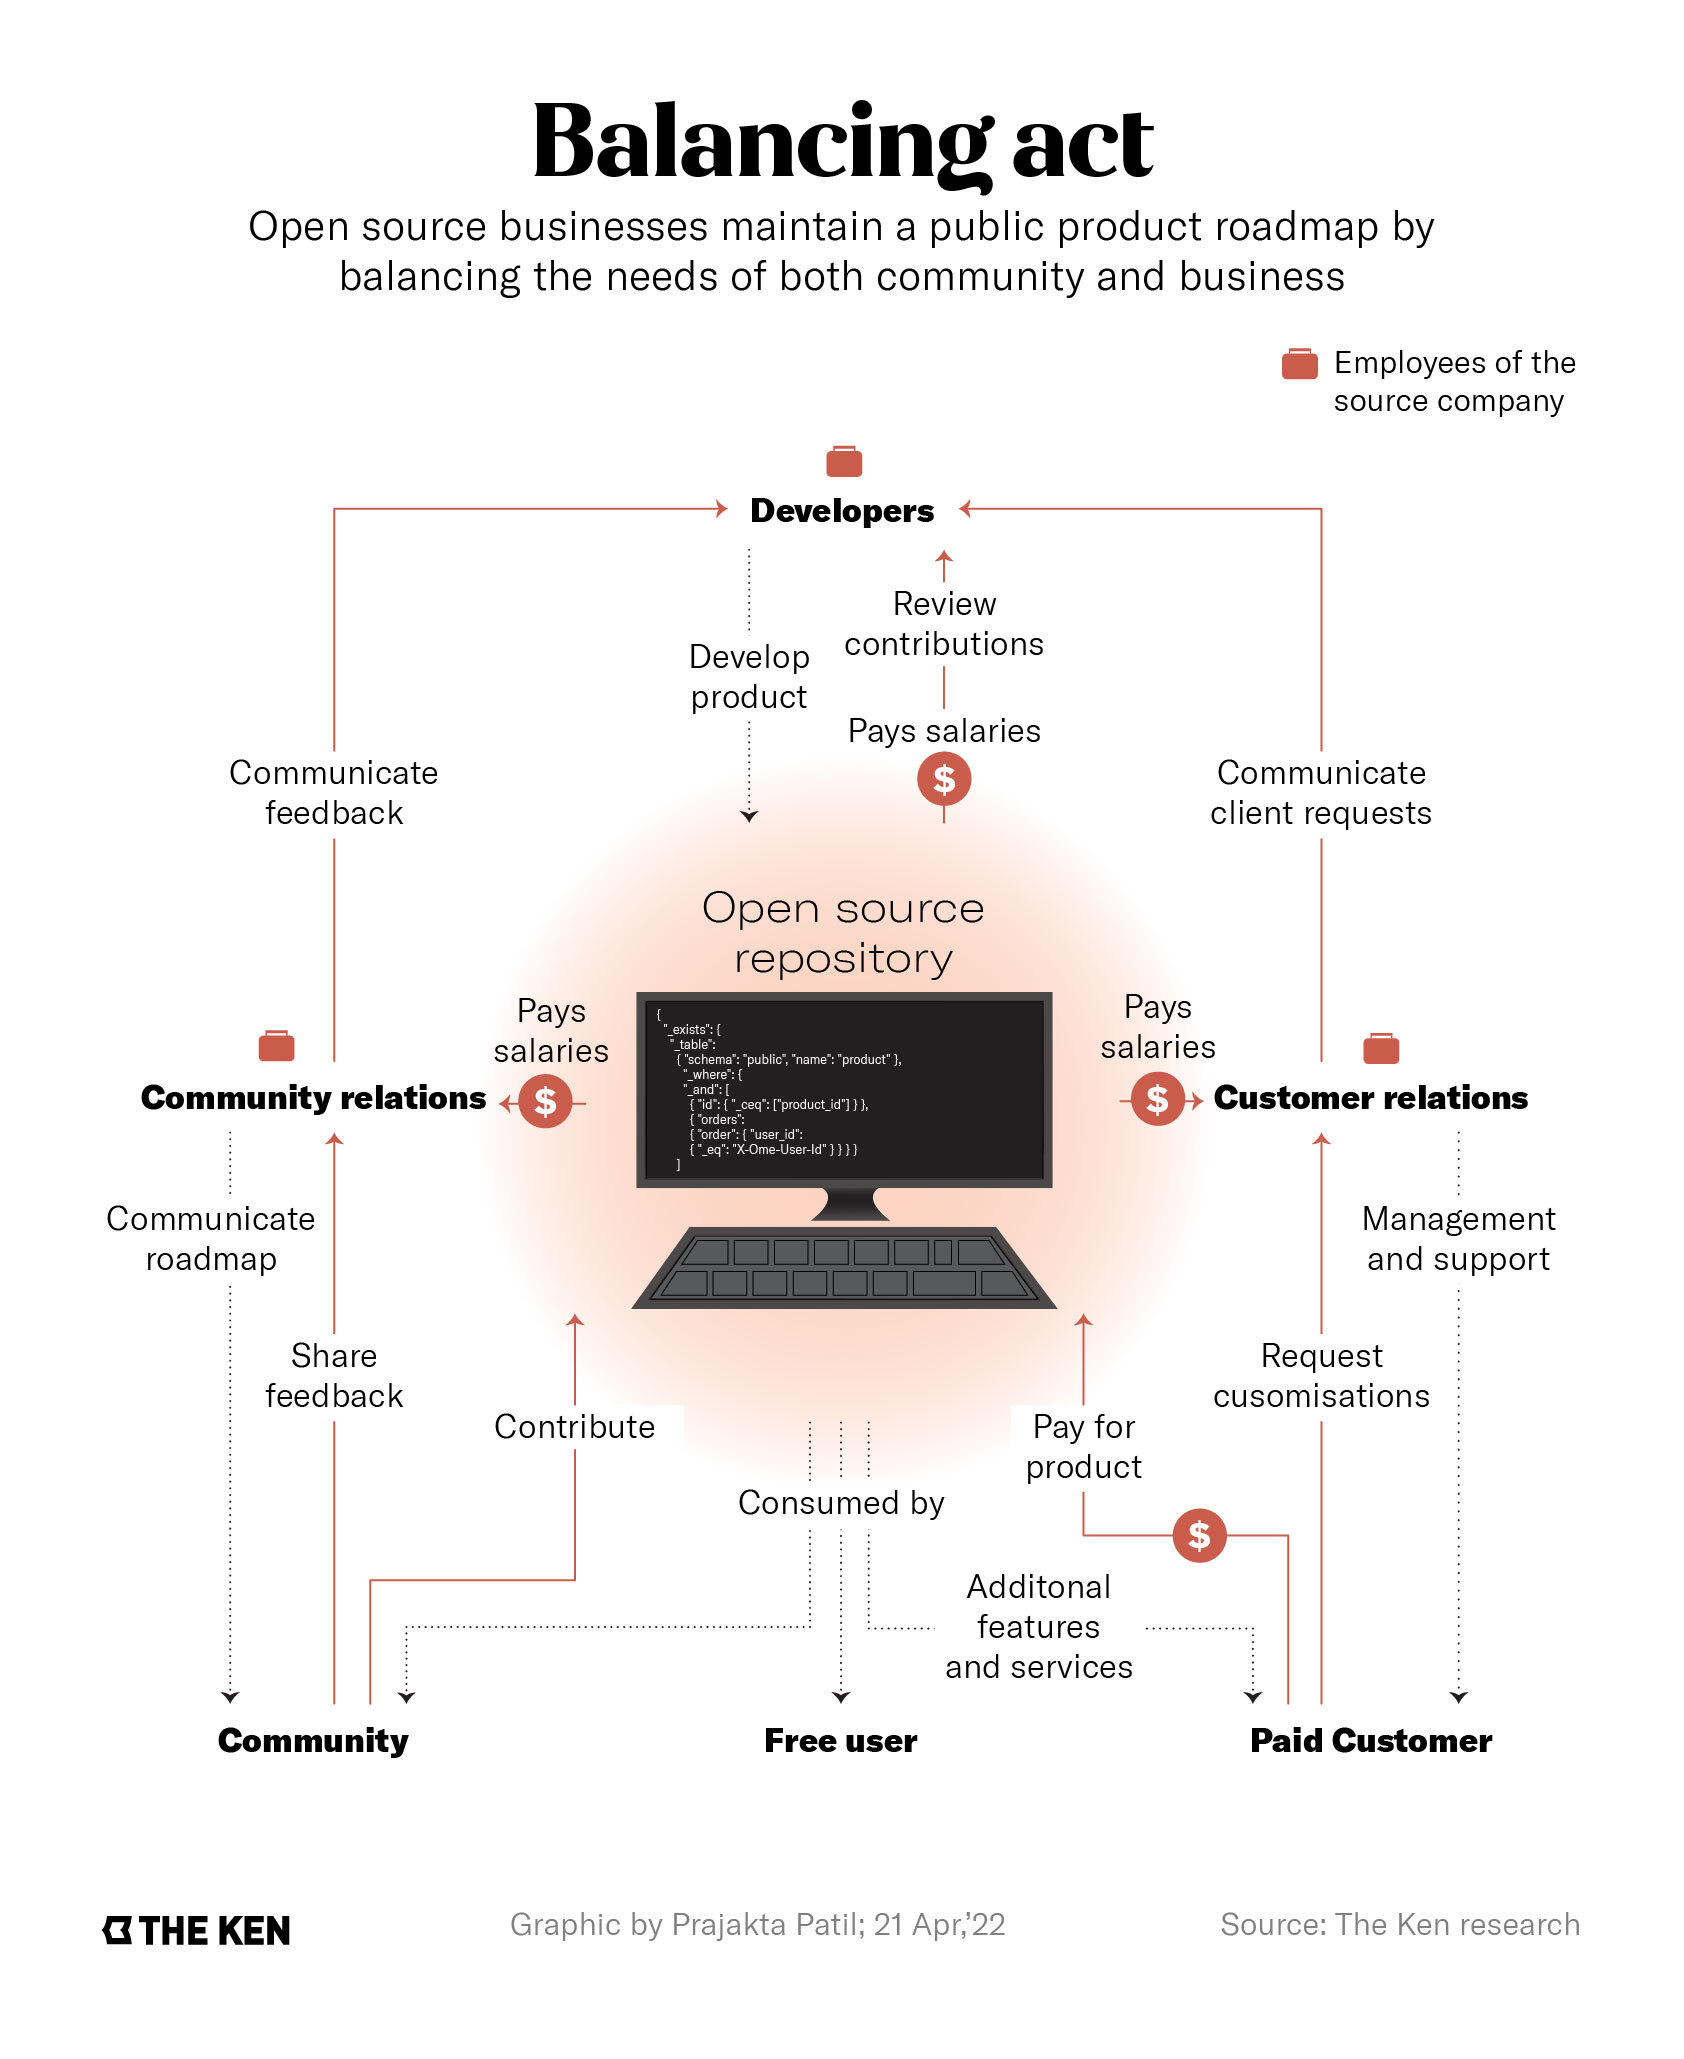 Balancing act
Open source businesses maintain a public product roadmap by
balancing the needs of both community and business
Employees of the
source company
Developers
Review
contributions
Develop
product
Pays salaries
$
Communicate
feedback
Communicate
client requests
Open source
repository
Pays
salaries
$
Pays
salaries
$
{
"_exists": {
"_table":
{ "schema": "public", "name": "product" },
"_where": {
"_and": [
{ "id": { "_ceq": ["product_id"] } },
{ "orders":
{ "order": { "user_id":
{ "_eq": "X-Ome-User-Id" } } } }
]
Community relations
Customer relations
Communicate
roadmap
Management
and support
Share
feedback
Request
cusomisations
Contribute
Pay for
product
$
Consumed by
Additonal
features
and services
Community
Free user
Paid Customer
THE KEN
Graphic by Prajakta Patil; 21 Apr,’22
Source: The Ken research